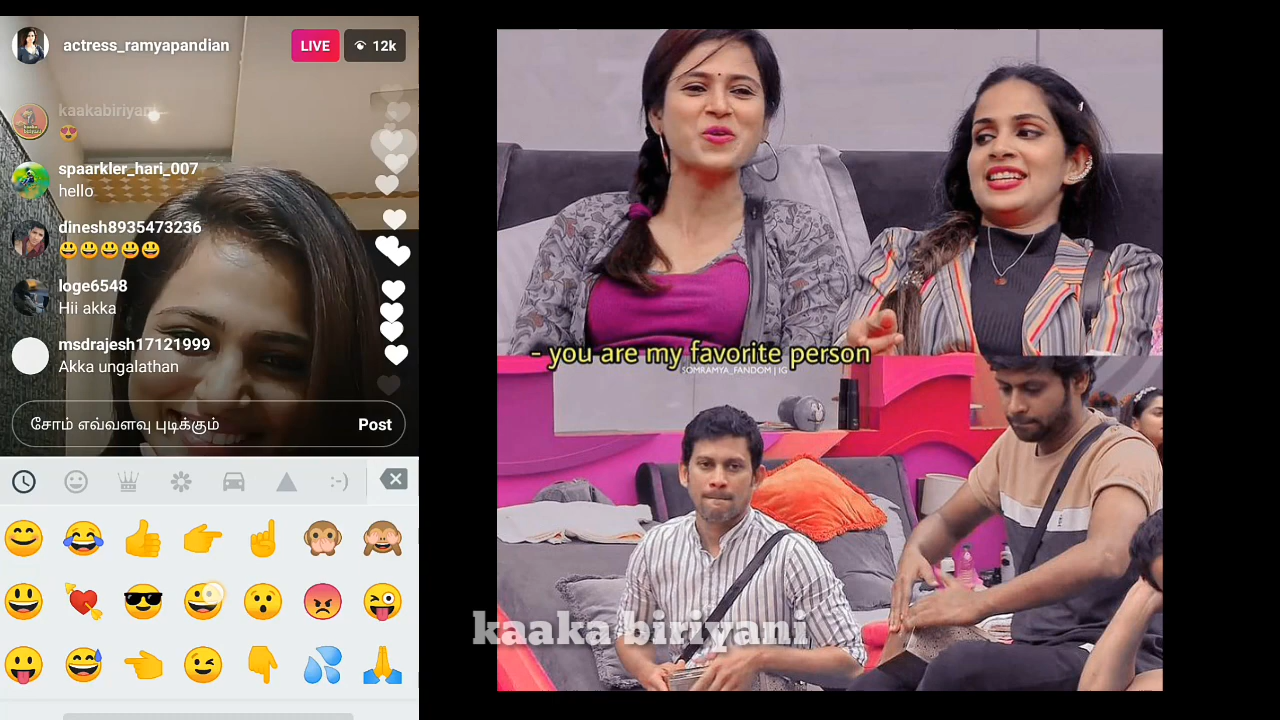 actress_ramyapandian
LIVE
12k
kaakabiriyani
😍
spaarkler_hari_007
hello
dinesh8935473236
😃😃😃😃😃
loge6548
Hii akka
msdrajesh17121999
Akka ungalathan
சோம் எவ்வளவு புடிக்கும்
Post
:-)
- you are my favorite person
SOMRAMYA_FANDOM | IG
kaaka biriyani